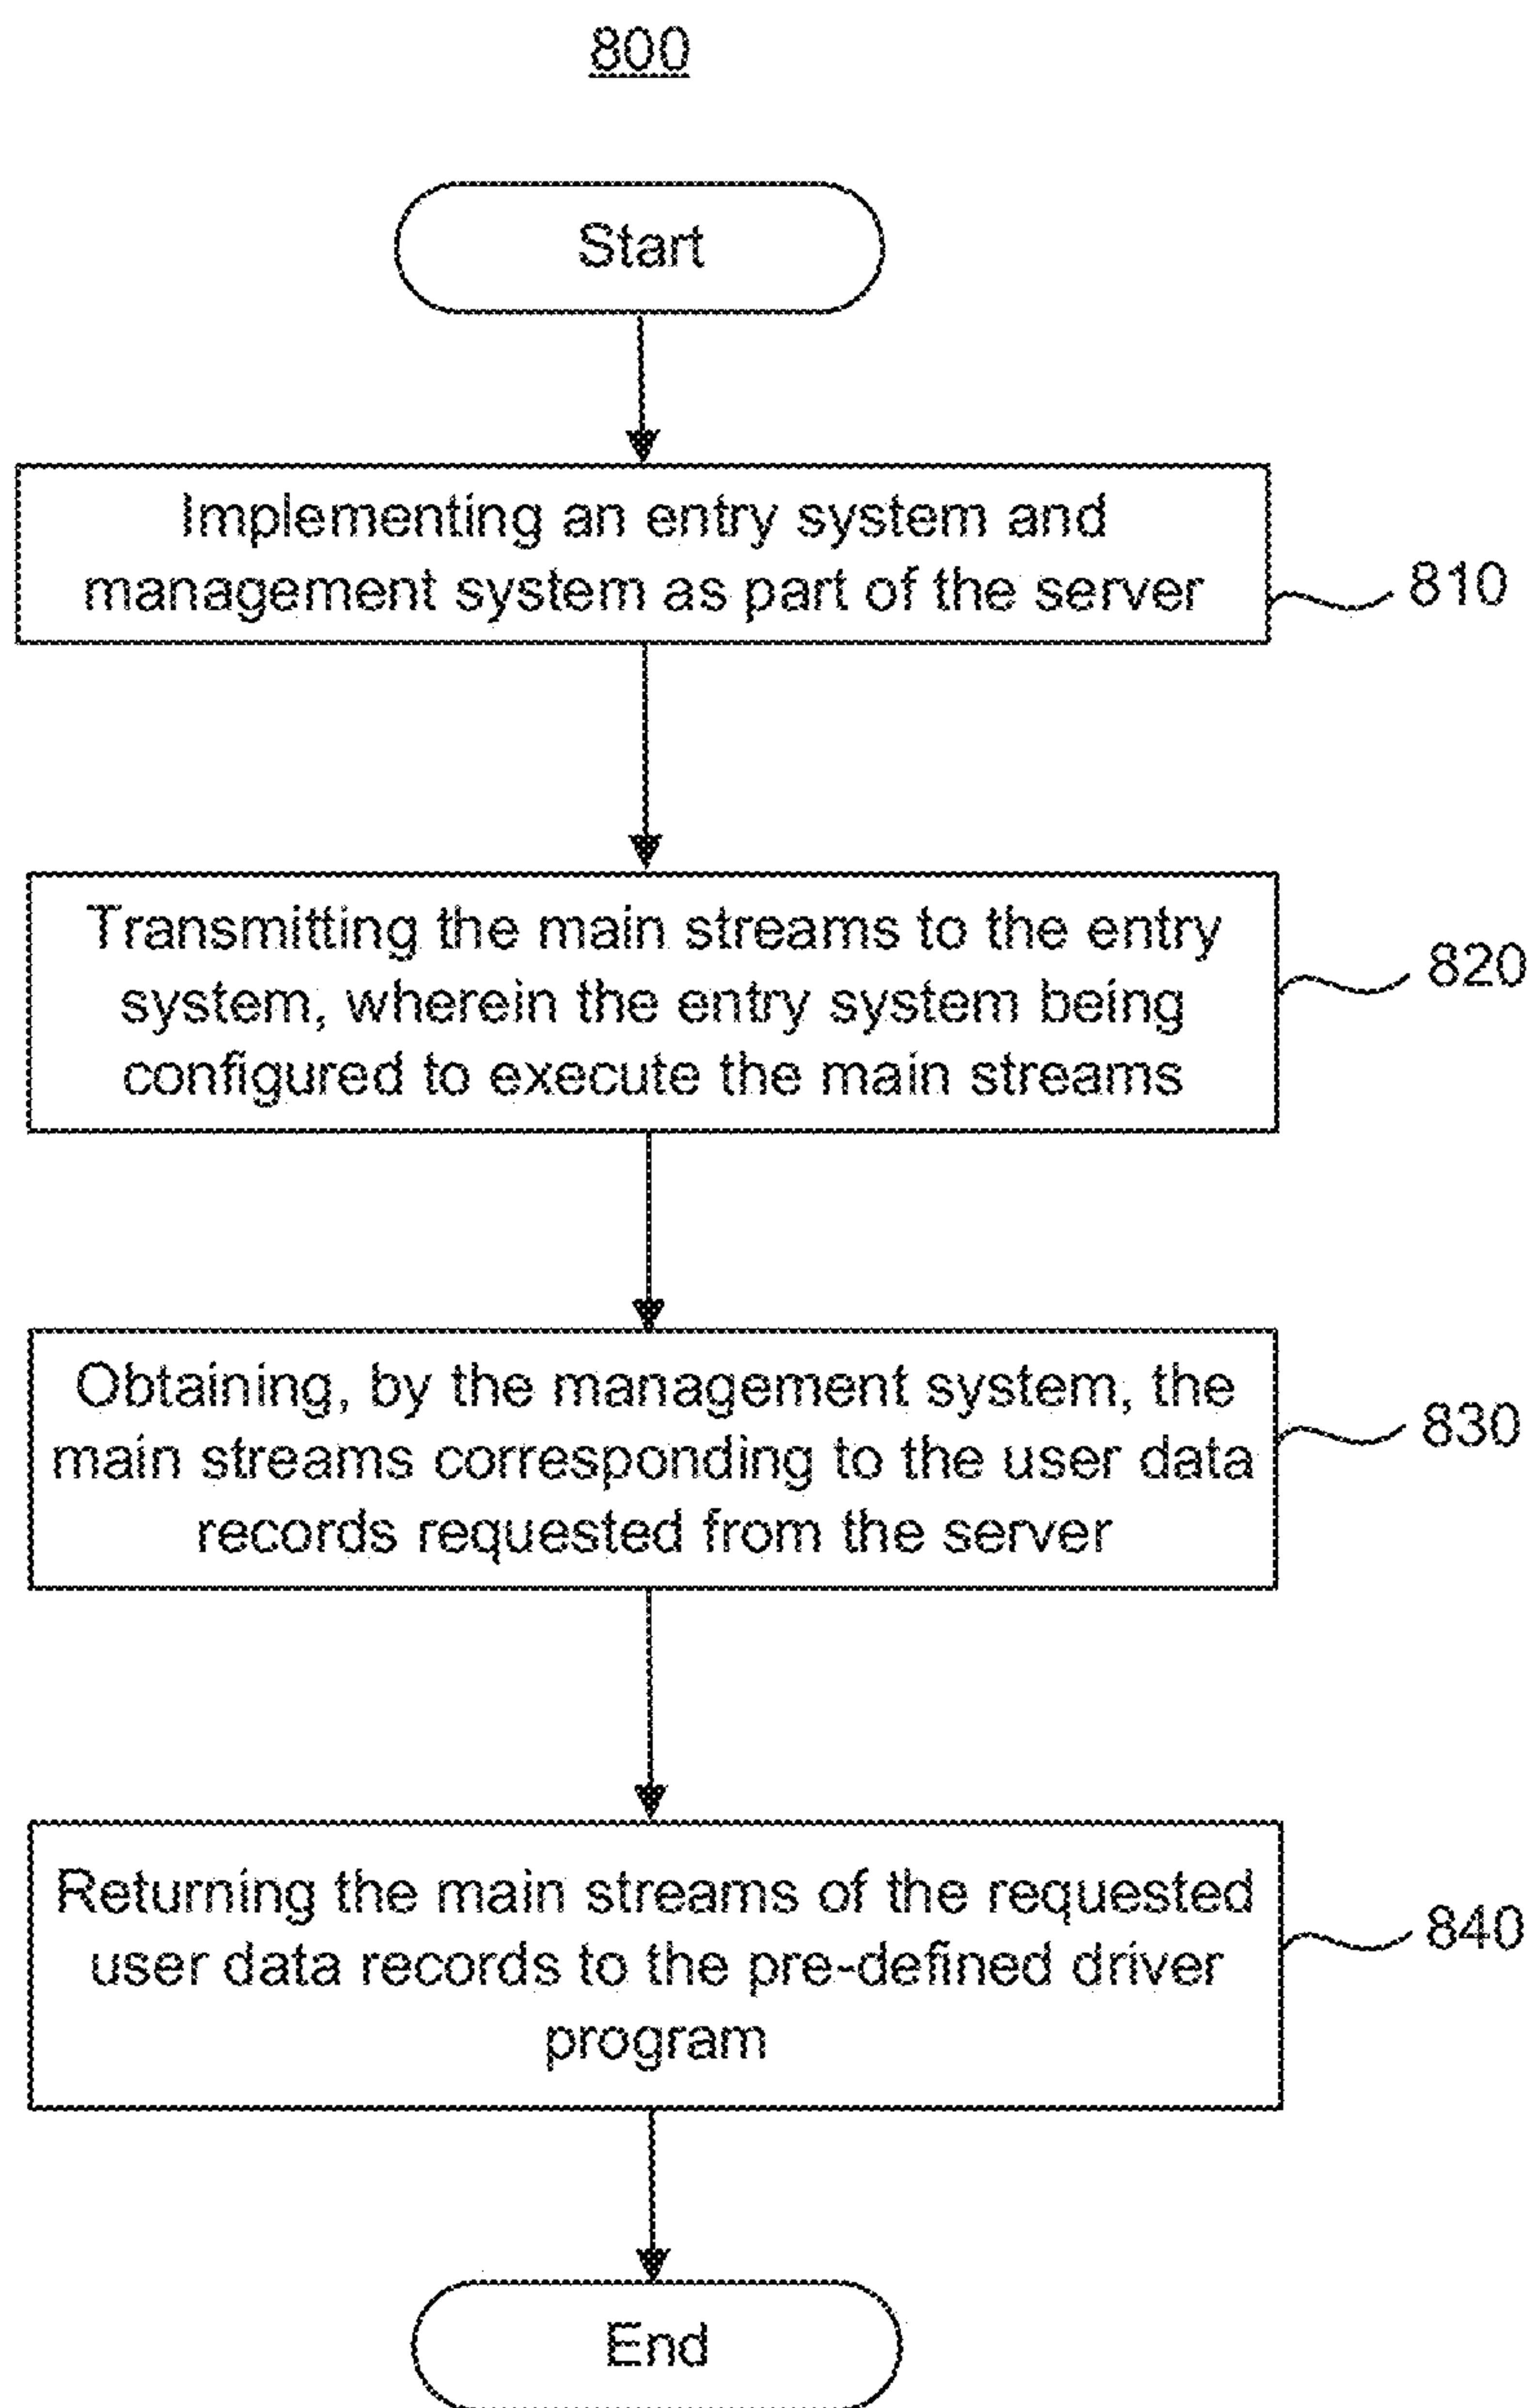 800
Start
Implementing an entry system and
management system as part of the server
810
Transmitting the main streams to the entry
system, wherein the entry system being
configured to execute the main streams
820
Obtaining, by the management system, the
main streams corresponding to the user data
records requested from the server
830
Returning the main streams of the requested
user data records to the pre-defined driver
program
840
End